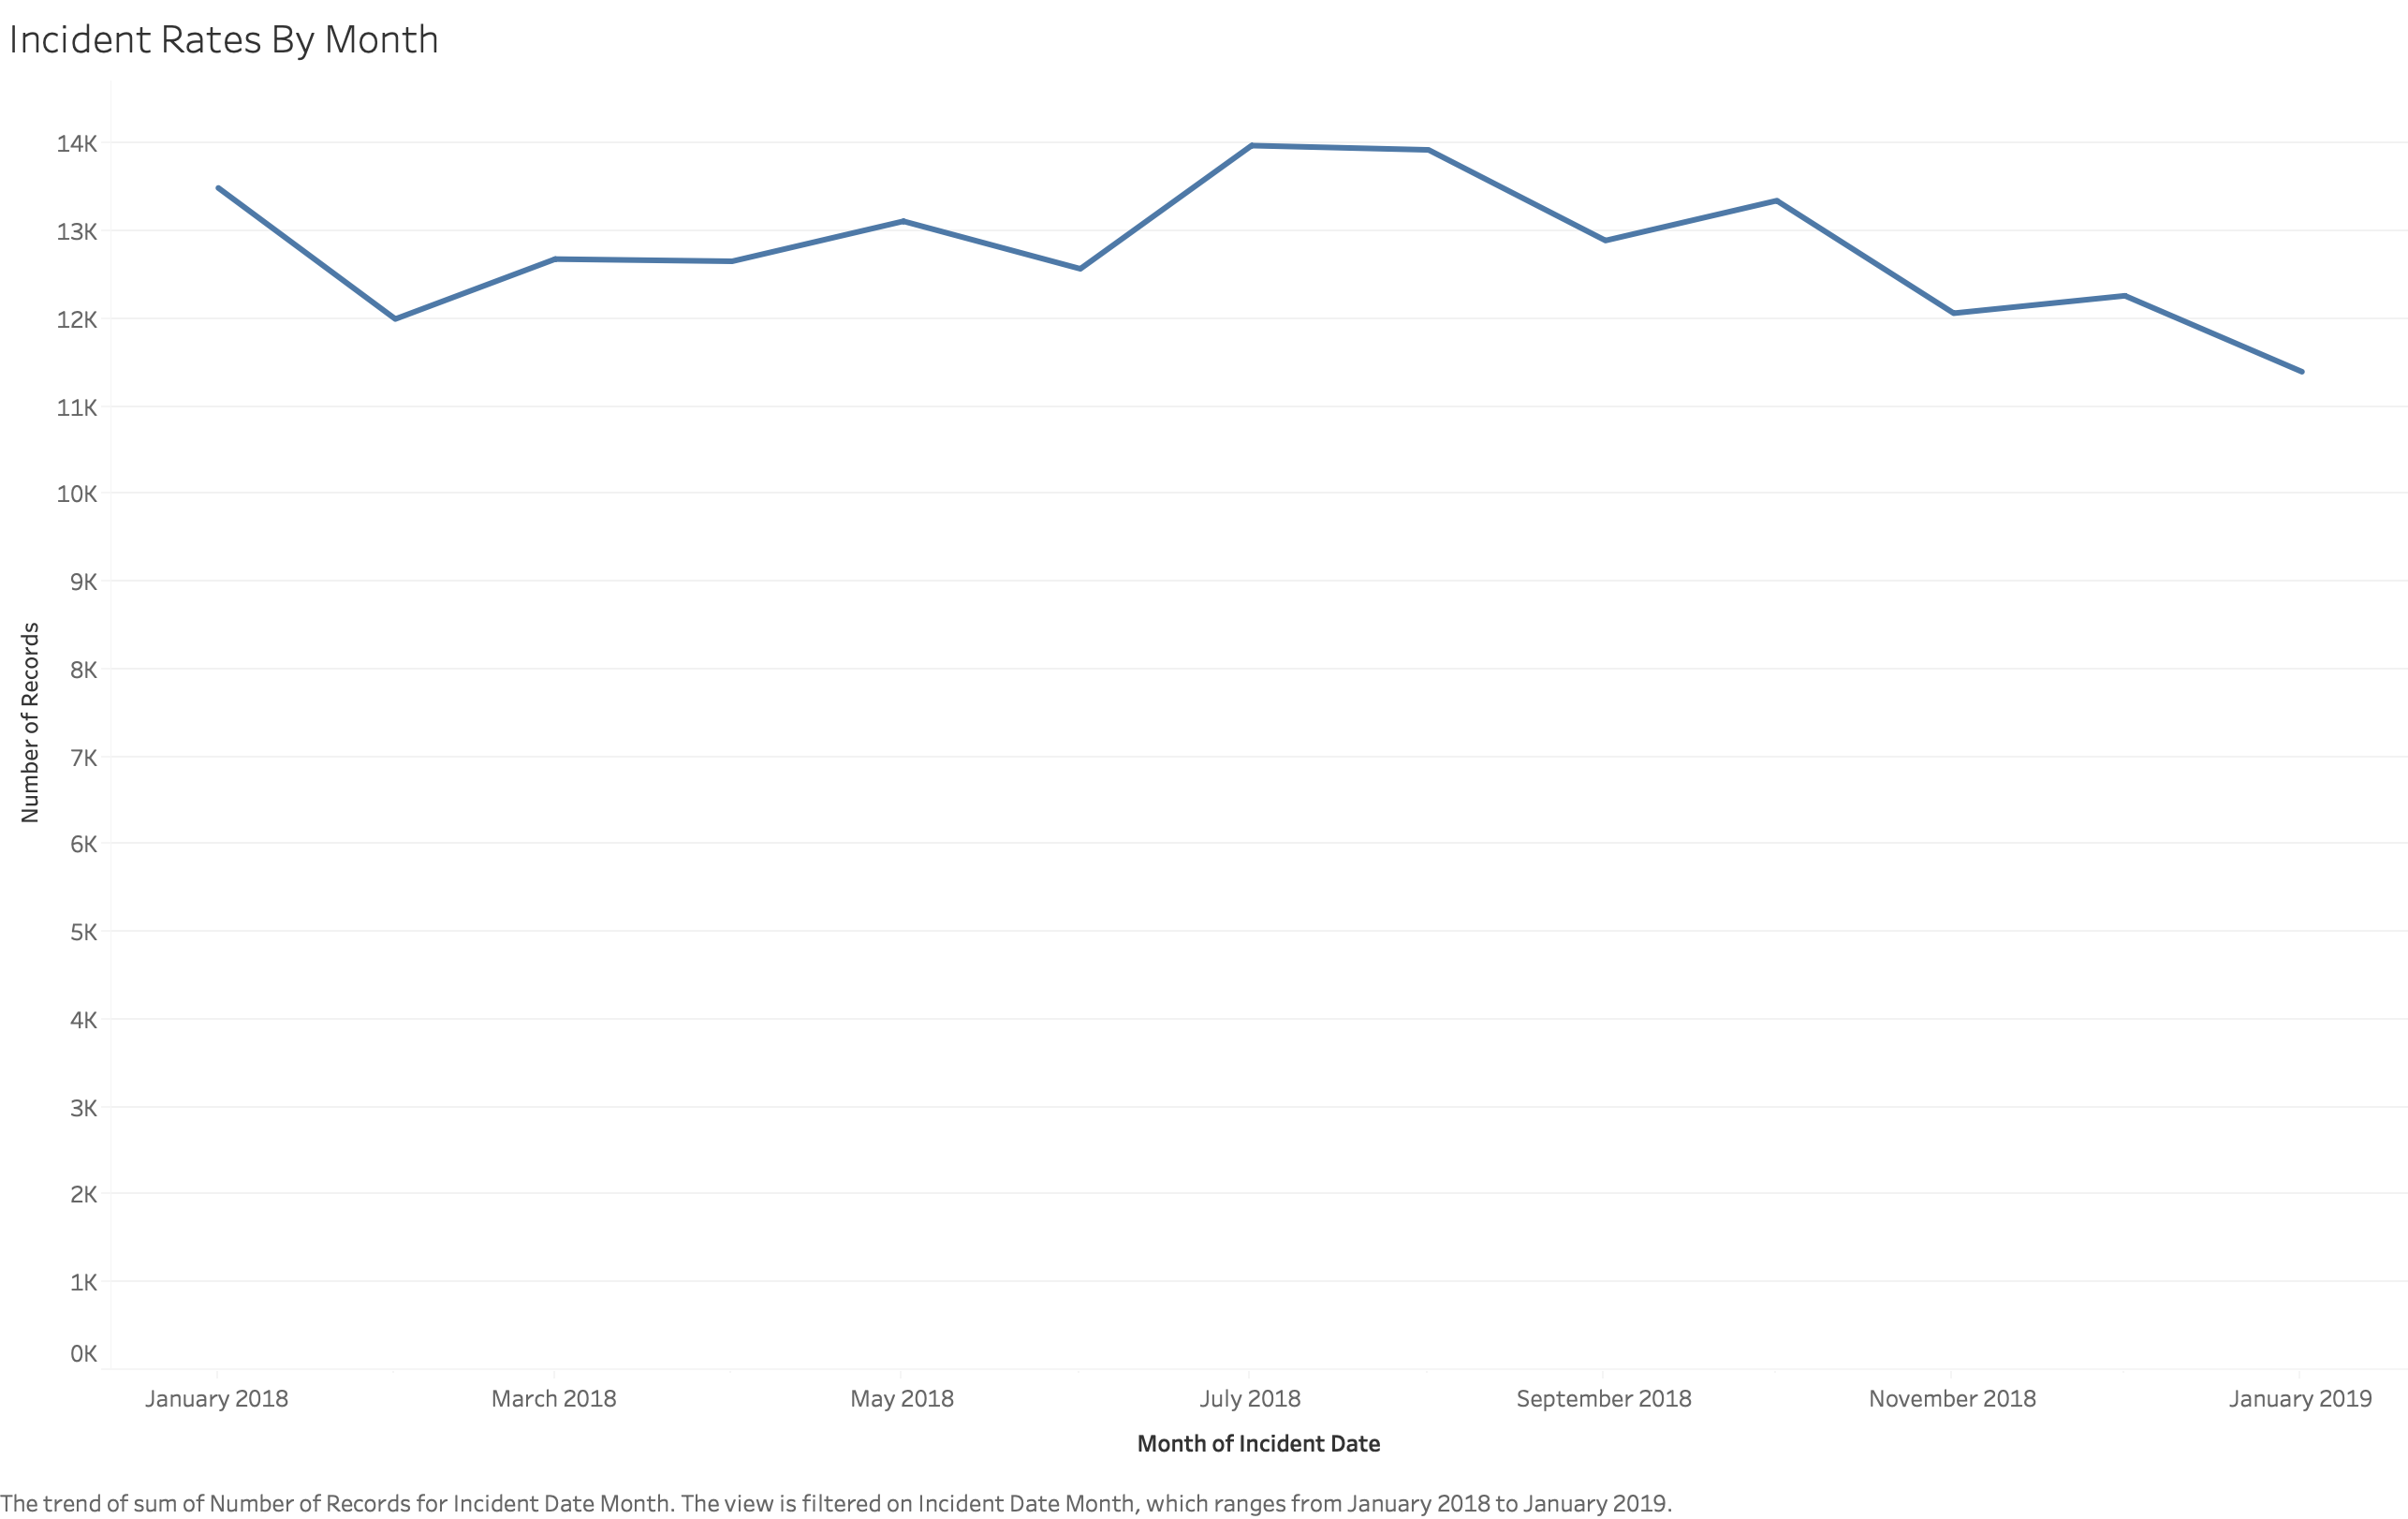 Incident Rates By Month
14K
13K
12K
11K
10K
9K
8K
7K
6K
5K
4K
3K
2K
1K
0K
Number of Records
January 2018 March 2018 May 2018 July 2018 September 2018 November 2018 January 2019
Month of Incident Date
The trend of sum of Number of Records for Incident Date Month. The view is filtered on Incident Date Month, which ranges from January 2018 to January 2019.